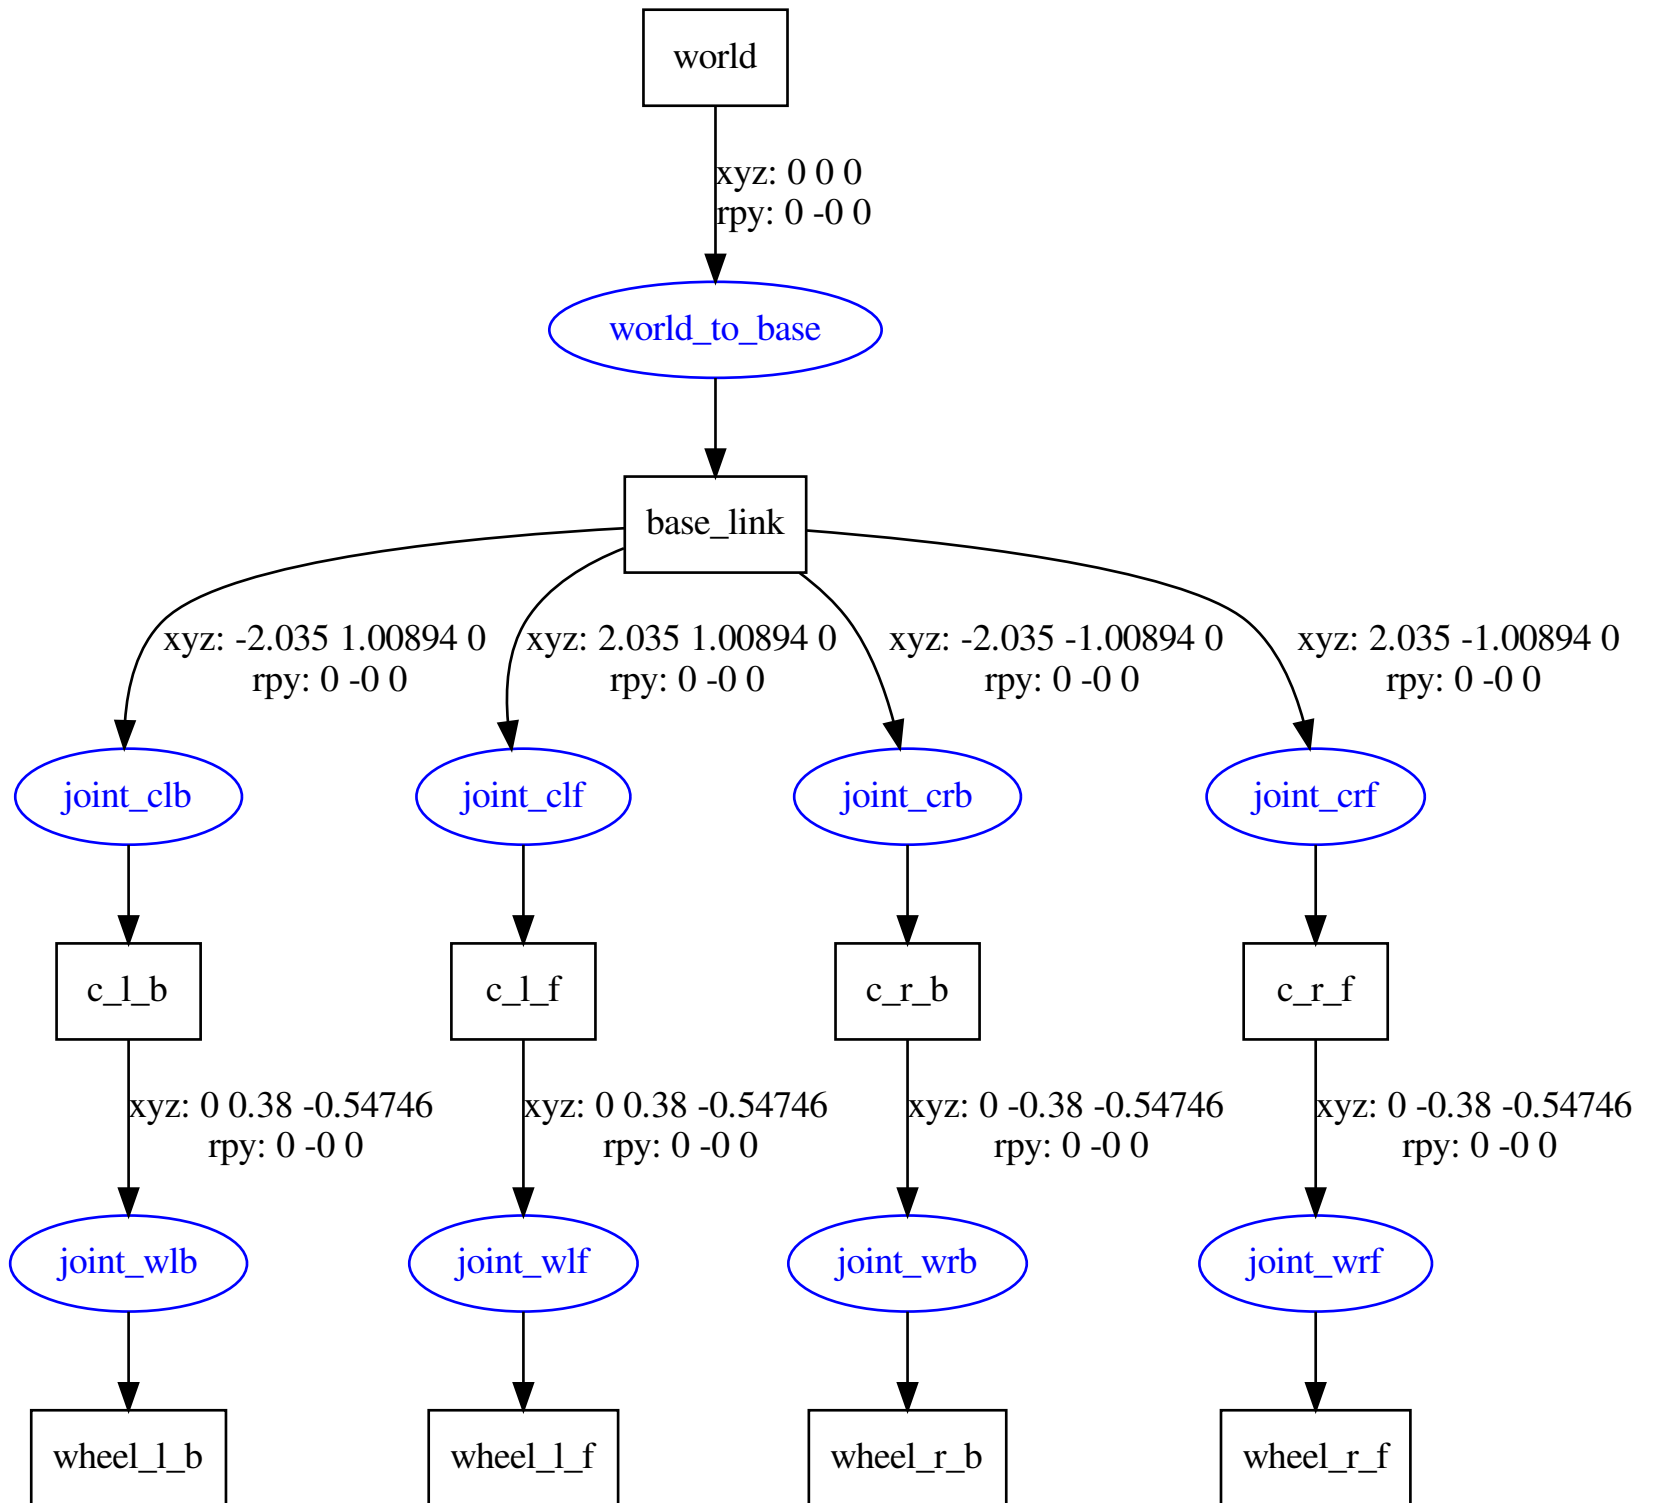 world
xyz: 0 0 0
rpy: 0 -0 0
world_to_base
base_link
xyz: -2.035 1.00894 0
rpy: 0 -0 0
xyz: 2.035 1.00894 0
rpy: 0 -0 0
xyz: -2.035 -1.00894 0
rpy: 0 -0 0
xyz: 2.035 -1.00894 0
rpy: 0 -0 0
joint_clb
joint_clf
joint_crb
joint_crf
c_l_b
c_l_f
c_r_b
c_r_f
xyz: 0 0.38 -0.54746
rpy: 0 -0 0
xyz: 0 0.38 -0.54746
rpy: 0 -0 0
xyz: 0 -0.38 -0.54746
rpy: 0 -0 0
xyz: 0 -0.38 -0.54746
rpy: 0 -0 0
joint_wlb
joint_wlf
joint_wrb
joint_wrf
wheel_l_b
wheel_l_f
wheel_r_b
wheel_r_f